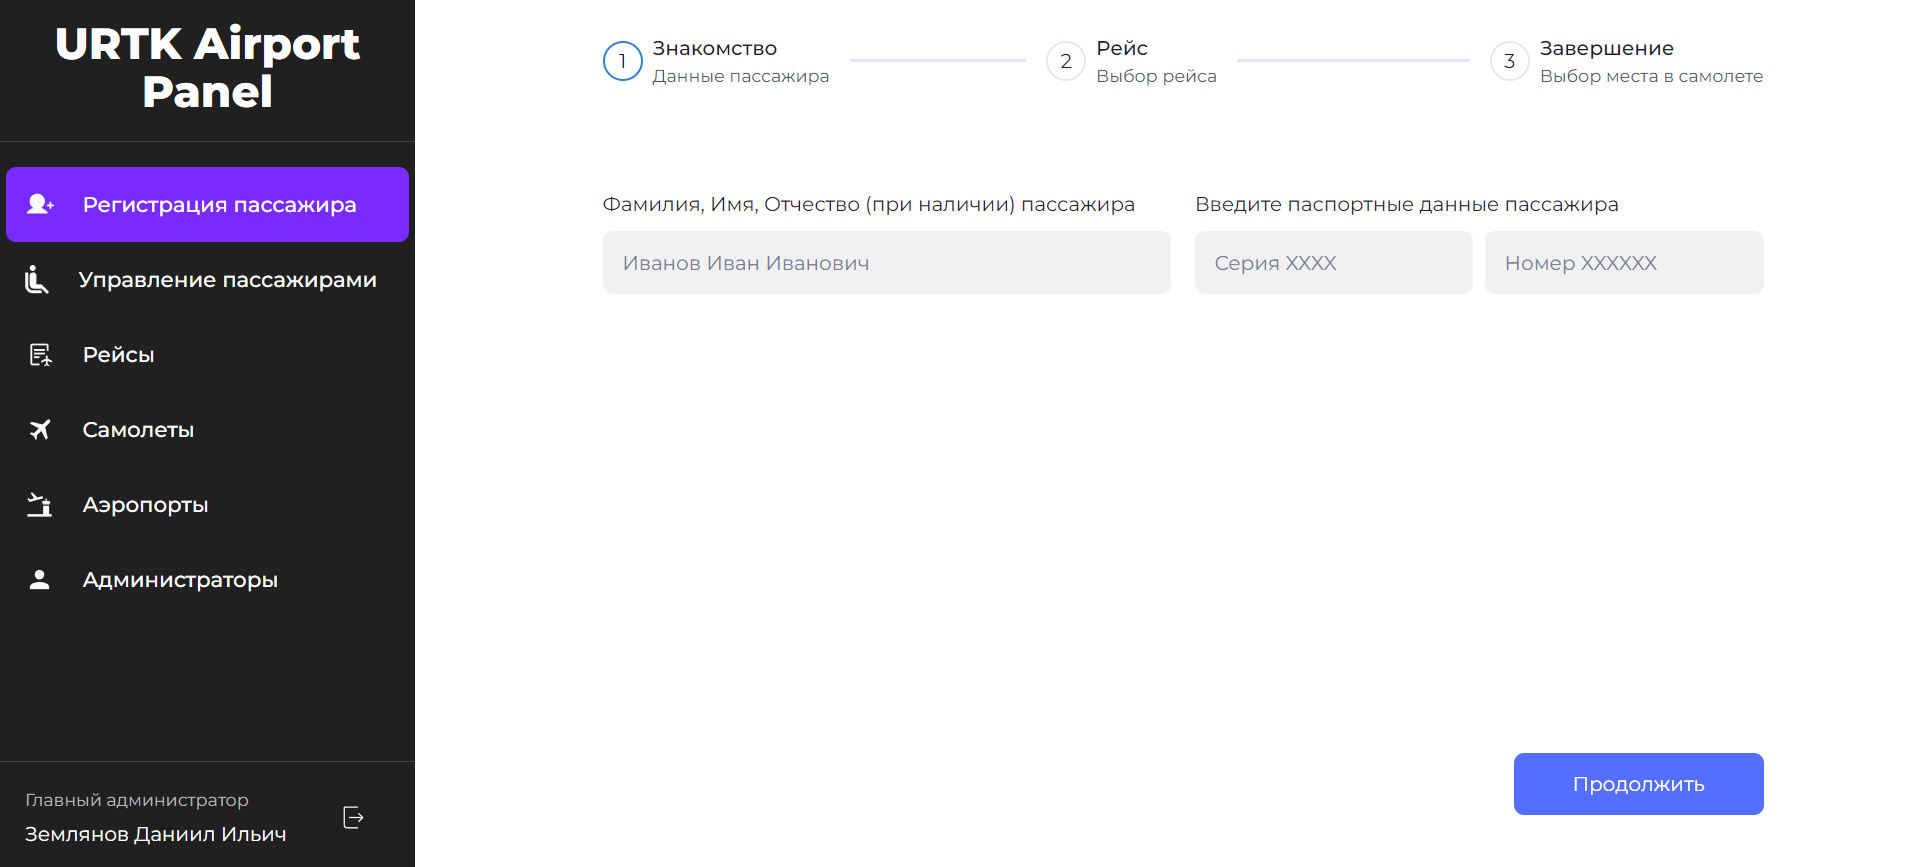 URTK Airport
Panel
Регистрация пассажира
Управление пассажирами
Рейсы
Самолеты
Аэропорты
Администраторы
Главный администратор
Землянов Даниил Ильич
1
Знакомство
Данные пассажира
2
Рейс
Выбор рейса
3
Завершение
Выбор места в самолете
Фамилия, Имя, Отчество (при наличии) пассажира
Иванов Иван Иванович
Введите паспортные данные пассажира
Серия XXXX
Номер XXXXXX
Продолжить